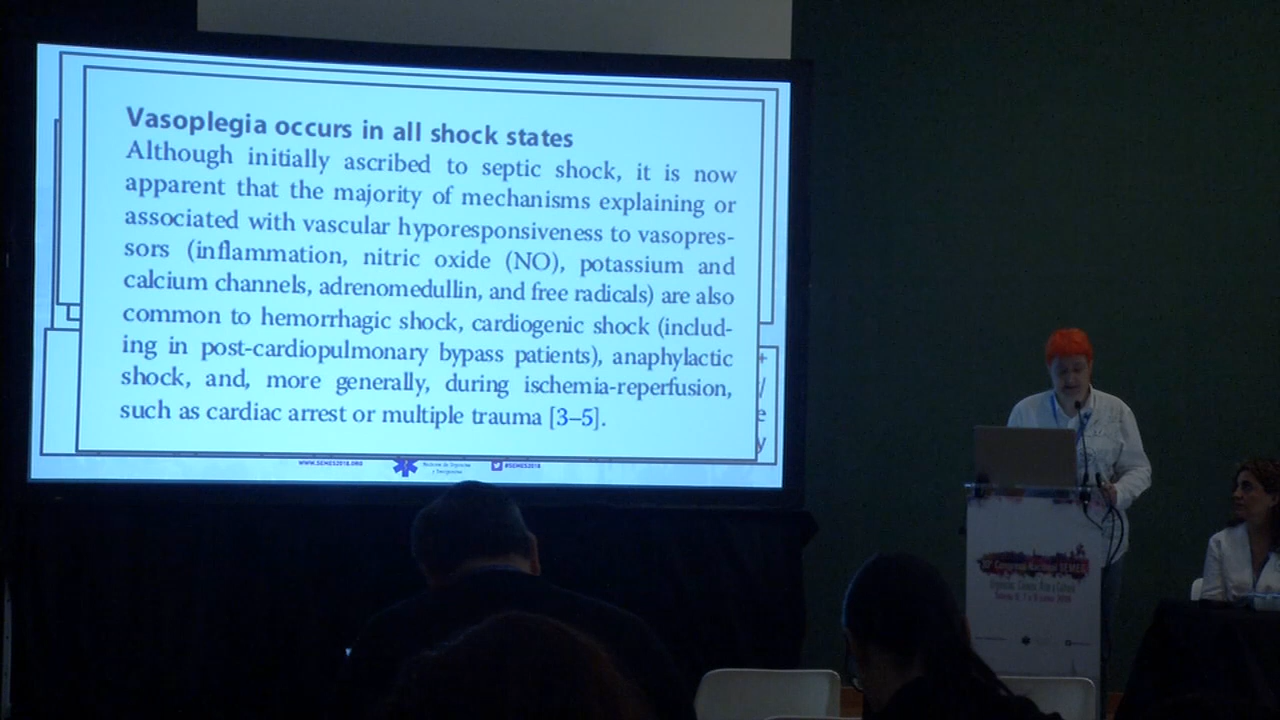 Vasoplegia occurs in all shock states
Although initially ascribed to septic shock, it is now
apparent that the majority of mechanisms explaining or
associated with vascular hyporesponsiveness to vasopres-
sors (inflammation, nitric oxide (NO), potassium and
calcium channels, adrenomedullin, and free radicals) are also
common to hemorrhagic shock, cardiogenic shock (includ-
ing in post-cardiopulmonary bypass patients), anaphylactic
shock, and, more generally, during ischemia-reperfusion,
such as cardiac arrest or multiple trauma [3–5].
+
/
e
y
WWW.SEMES2018.ORG
#SEMES2018
30º Congreso Nacional SEMES